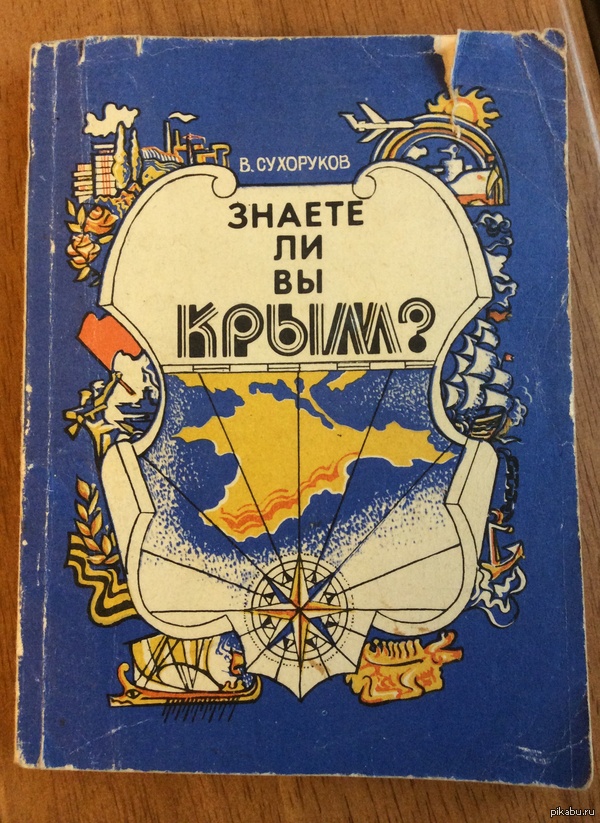 В. СУХОРУКОВ
ЗНАЕТЕ
ЛИ
ВЫ
КРЫМ?
pikabu.ru